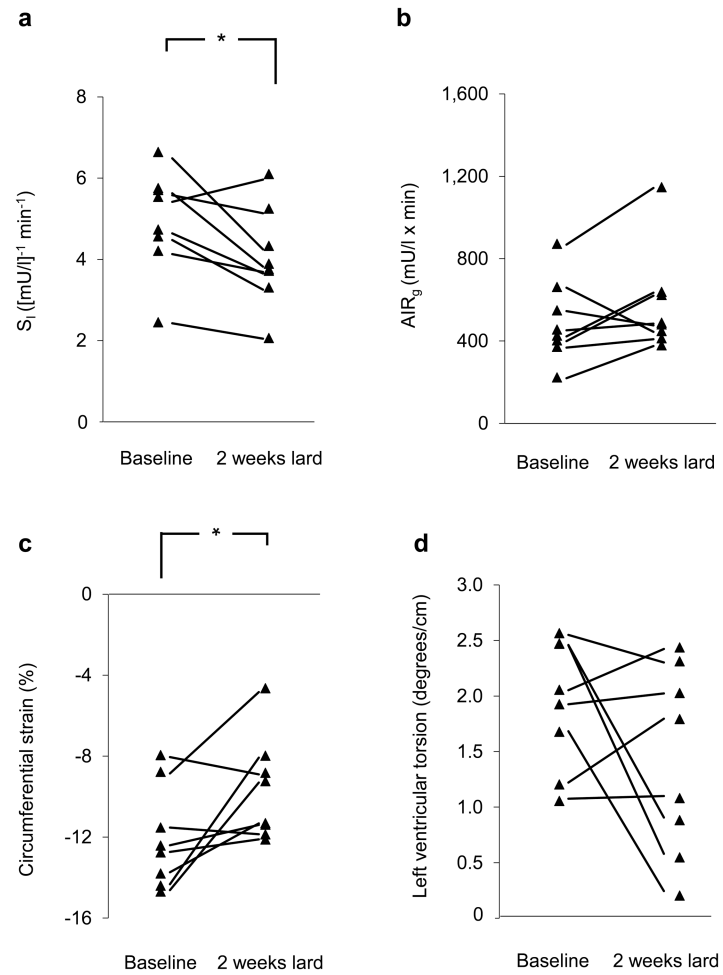 a
*
8
6
4
2
0
S_I ([mU/l]^-1 min^-1)
Baseline 2 weeks lard
b
1,600
1,200
800
400
0
AIR_g (mU/l x min)
Baseline 2 weeks lard
c
*
0
-4
-8
-12
-16
Circumferential strain (%)
Baseline 2 weeks lard
d
3.0
2.5
2.0
1.5
1.0
0.5
0
Left ventricular torsion (degrees/cm)
Baseline 2 weeks lard